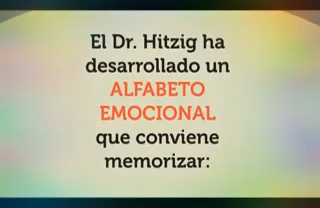 El Dr. Hitzig ha
desarrollado un
ALFABETO
EMOCIONAL
que conviene
memorizar: